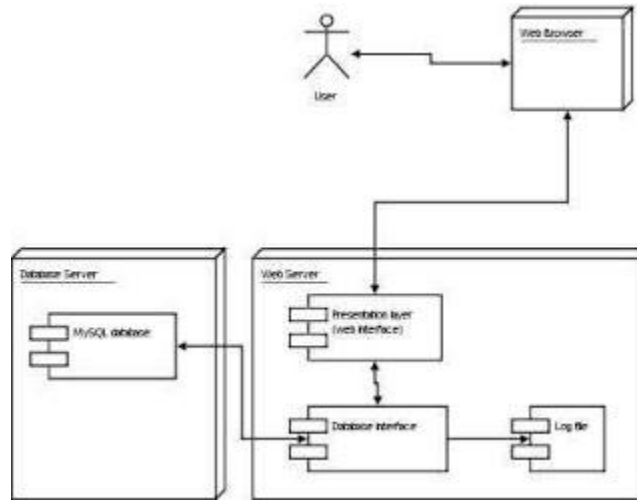 Web Browser
User
Database Server
Web Server
MySQL database
Presentation layer
(web interface)
Database interface
Log file